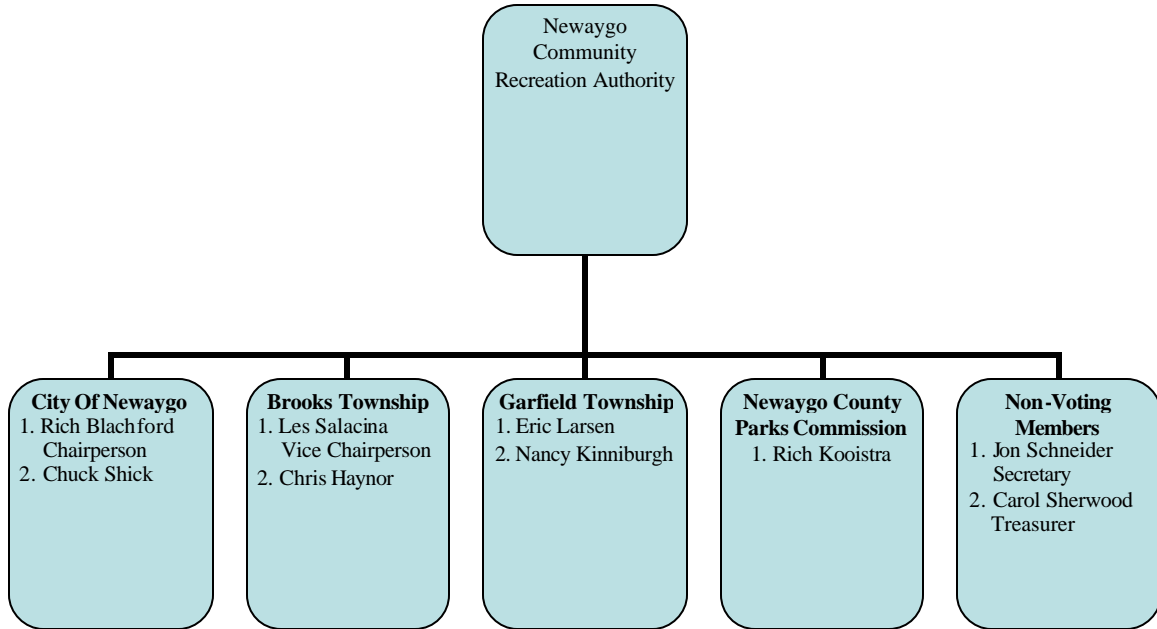 Newaygo
Community
Recreation Authority
City Of Newaygo
1. Rich Blachford
Chairperson
2. Chuck Shick
Brooks Township
1. Les Salacina
Vice Chairperson
2. Chris Haynor
Garfield Township
1. Eric Larsen
2. Nancy Kinniburgh
Newaygo County
Parks Commission
1. Rich Kooistra
Non-Voting
Members
1. Jon Schneider
Secretary
2. Carol Sherwood
Treasurer